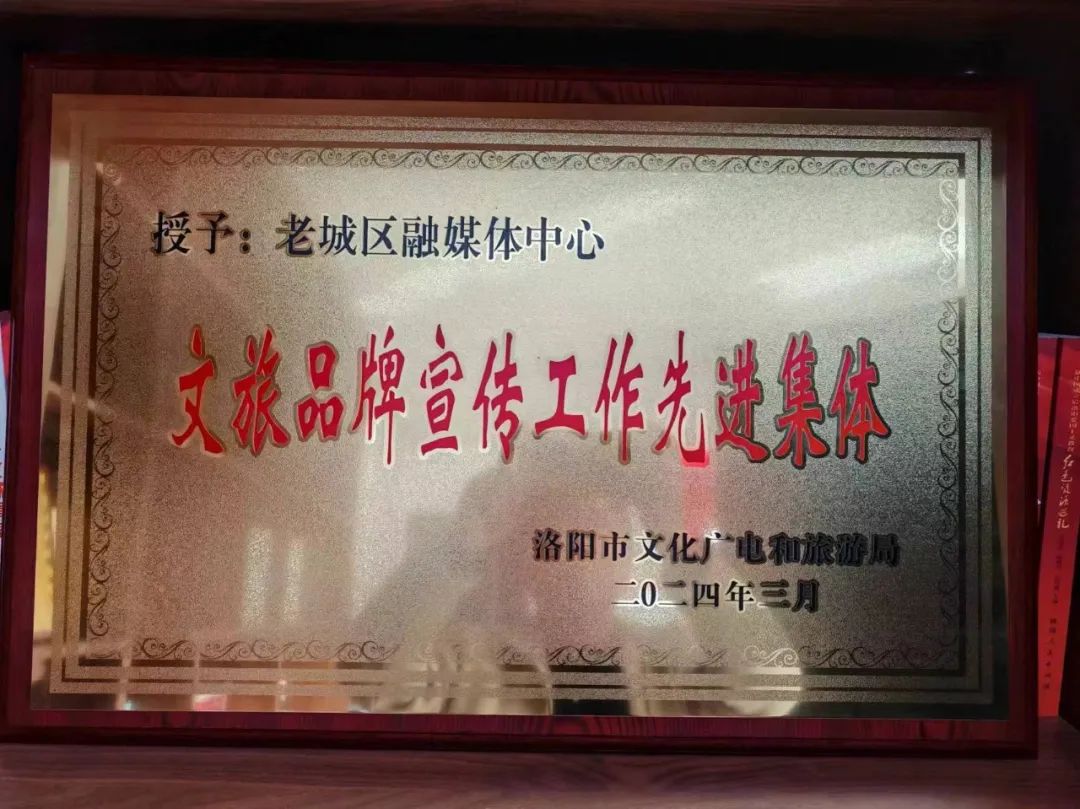 授予：老城区融媒体中心
文旅品牌宣传工作先进集体
洛阳市文化广电和旅游局
二0二四年三月